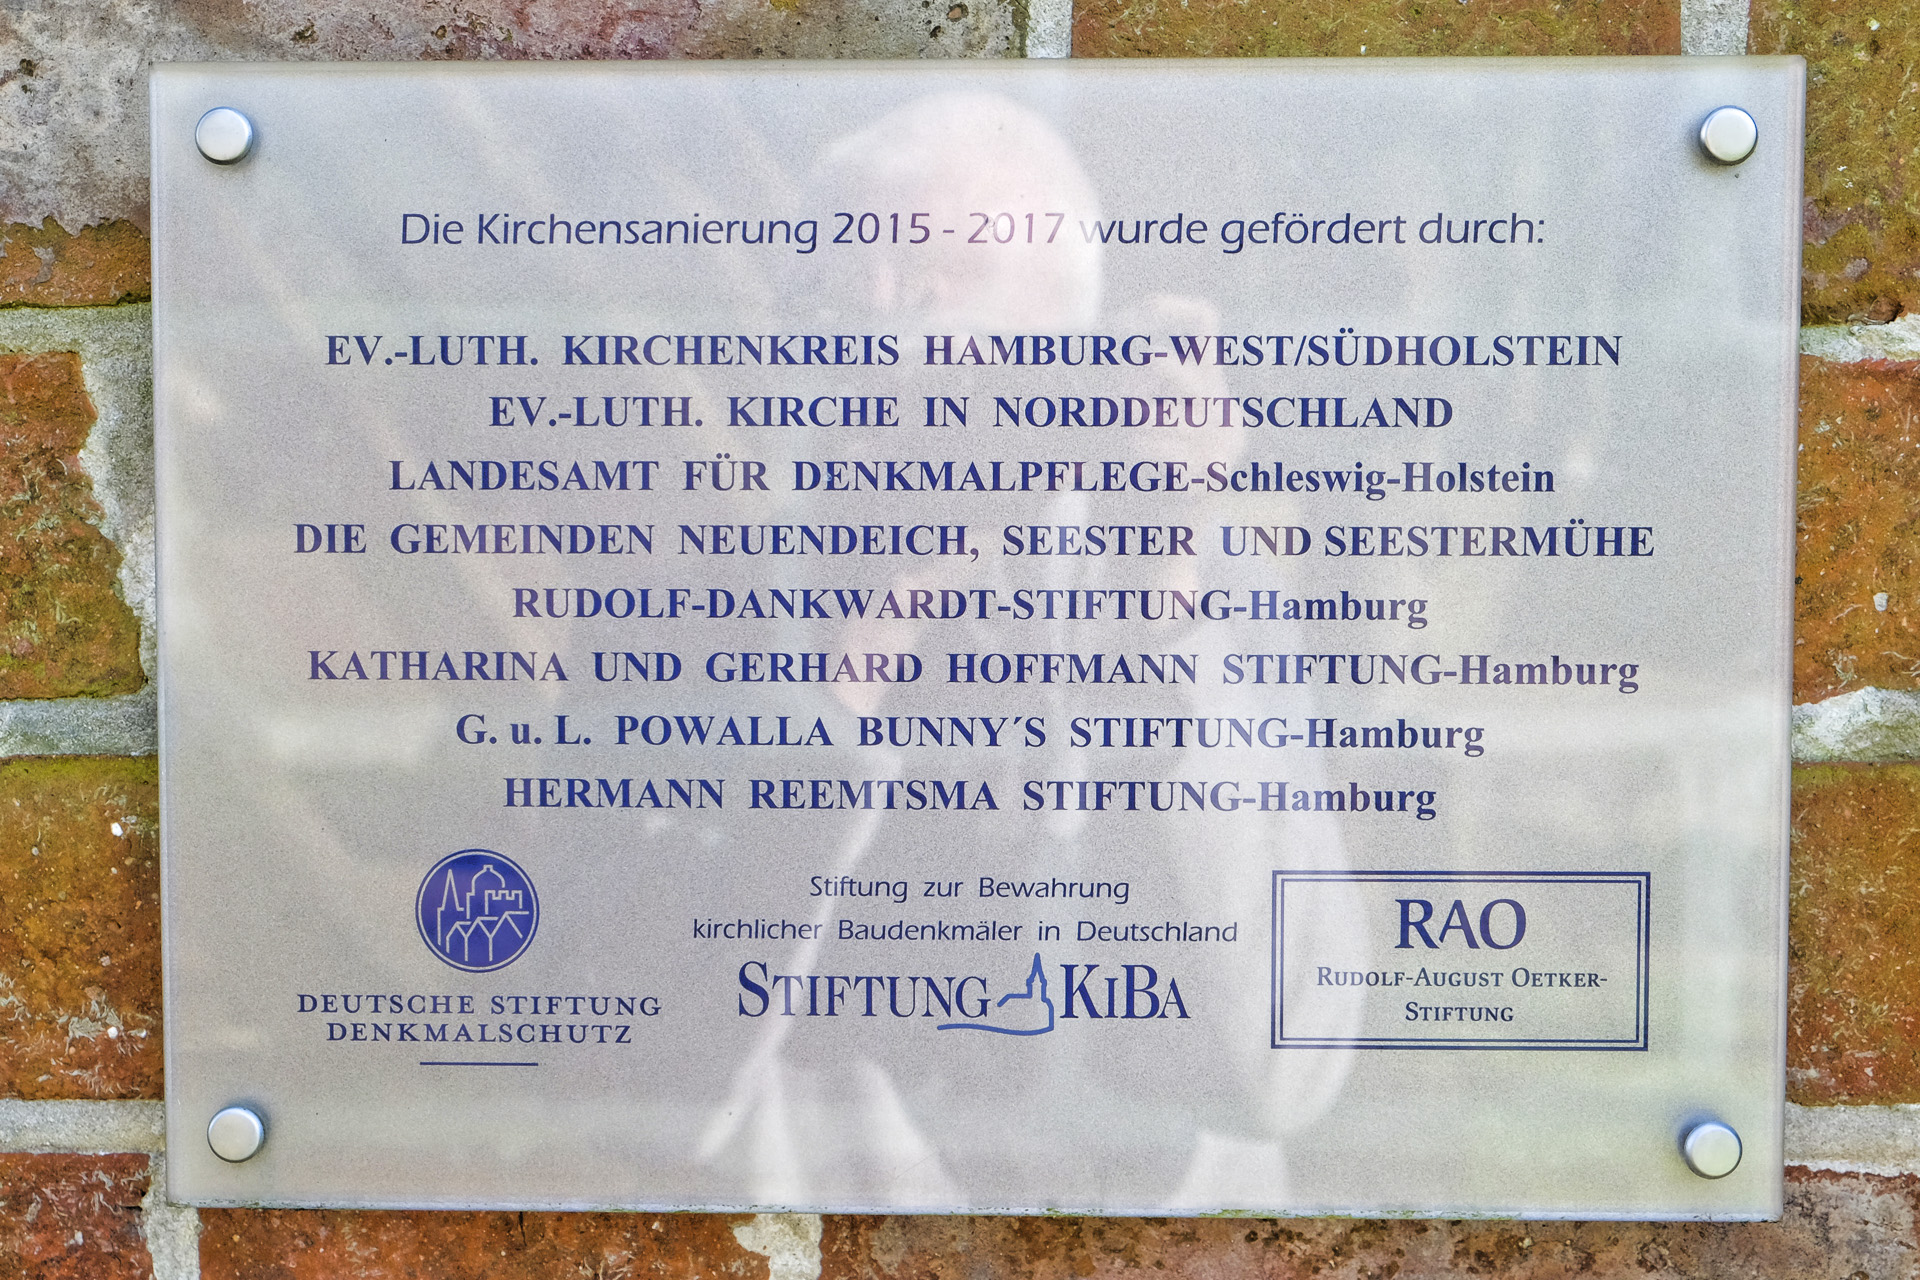 Die Kirchensanierung 2015 - 2017 wurde gefördert durch:
EV.-LUTH. KIRCHENKREIS HAMBURG-WEST/SÜDHOLSTEIN
EV.-LUTH. KIRCHE IN NORDDEUTSCHLAND
LANDESAMT FÜR DENKMALPFLEGE-Schleswig-Holstein
DIE GEMEINDEN NEUENDEICH, SEESTER UND SEESTERMÜHE
RUDOLF-DANKWARDT-STIFTUNG-Hamburg
KATHARINA UND GERHARD HOFFMANN STIFTUNG-Hamburg
G. u. L. POWALLA BUNNY´S STIFTUNG-Hamburg
HERMANN REEMTSMA STIFTUNG-Hamburg
DEUTSCHE STIFTUNG
DENKMALSCHUTZ
Stiftung zur Bewahrung
kirchlicher Baudenkmäler in Deutschland
STIFTUNG KIBA
RAO
RUDOLF-AUGUST OETKER-
STIFTUNG